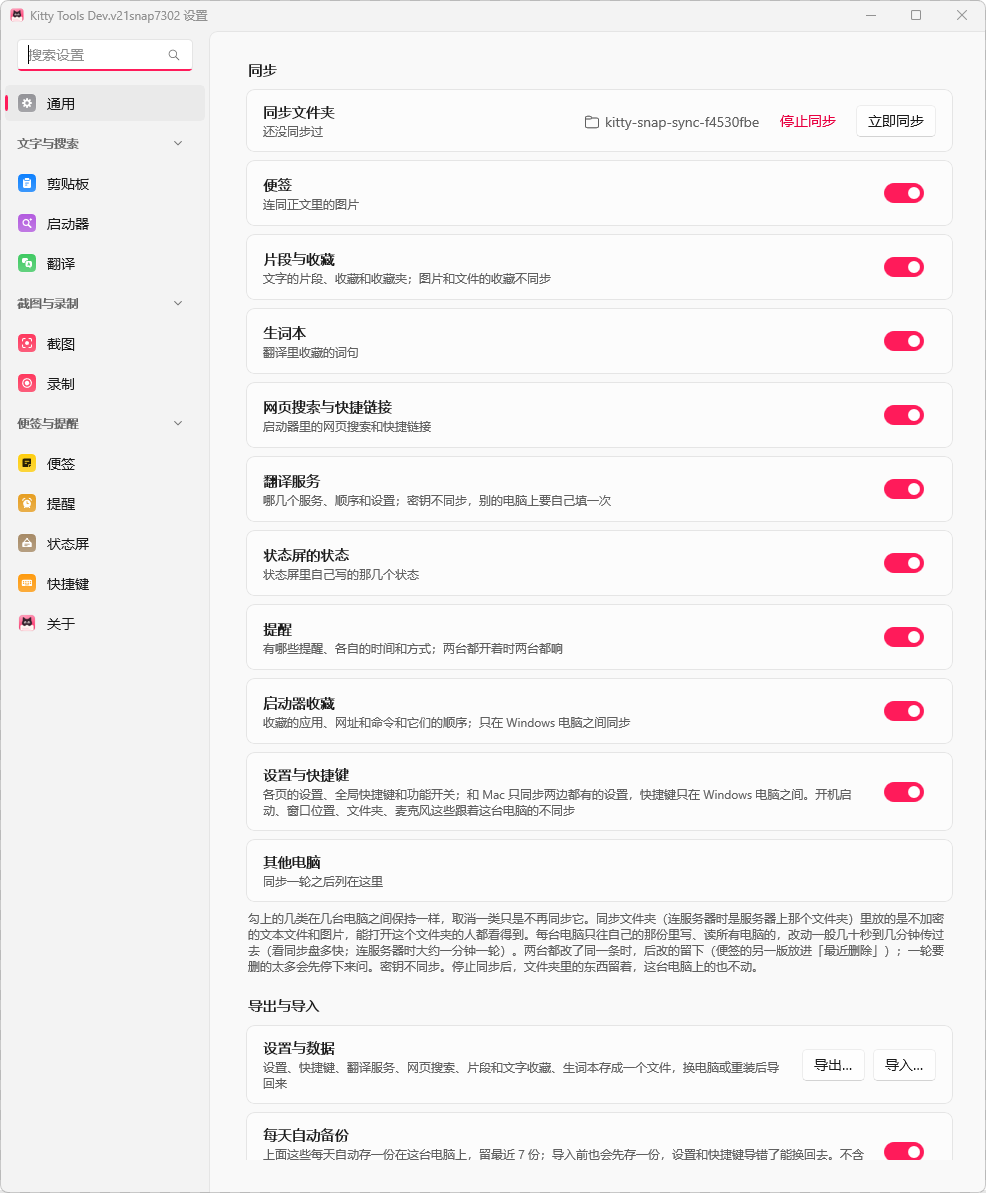 Kitty Tools Dev.v21snap7302 设置
搜索设置
通用
文字与搜索
剪贴板
启动器
翻译
截图与录制
截图
录制
便签与提醒
便签
提醒
状态屏
快捷键
关于
同步
同步文件夹
还没同步过
kitty-snap-sync-f4530fbe
停止同步
立即同步
便签
连同正文里的图片
片段与收藏
文字的片段、收藏和收藏夹；图片和文件的收藏不同步
生词本
翻译里收藏的词句
网页搜索与快捷链接
启动器里的网页搜索和快捷链接
翻译服务
哪几个服务、顺序和设置；密钥不同步，别的电脑上要自己填一次
状态屏的状态
状态屏里自己写的那几个状态
提醒
有哪些提醒、各自的时间和方式；两台都开着时两台都响
启动器收藏
收藏的应用、网址和命令和它们的顺序；只在 Windows 电脑之间同步
设置与快捷键
各页的设置、全局快捷键和功能开关；和 Mac 只同步两边都有的设置，快捷键只在 Windows 电脑之间。开机启
动、窗口位置、文件夹、麦克风这些跟着这台电脑的不同步
其他电脑
同步一轮之后列在这里
勾上的几类在几台电脑之间保持一样，取消一类只是不再同步它。同步文件夹（连服务器时是服务器上那个文件夹）里放的是不加密
的文本文件和图片，能打开这个文件夹的人都看得到。每台电脑只往自己的那份里写、读所有电脑的，改动一般几十秒到几分钟传过
去（看同步盘多快；连服务器时大约一分钟一轮）。两台都改了同一条时，后改的留下（便签的另一版放进「最近删除」）；一轮要
删的太多会先停下来问。密钥不同步。停止同步后，文件夹里的东西留着，这台电脑上的也不动。
导出与导入
设置与数据
设置、快捷键、翻译服务、网页搜索、片段和文字收藏、生词本存成一个文件，换电脑或重装后导
回来
导出...
导入...
每天自动备份
上面这些每天自动存一份在这台电脑上，留最近 7 份；导入前也会先存一份，设置和快捷键导错了能换回去。不含